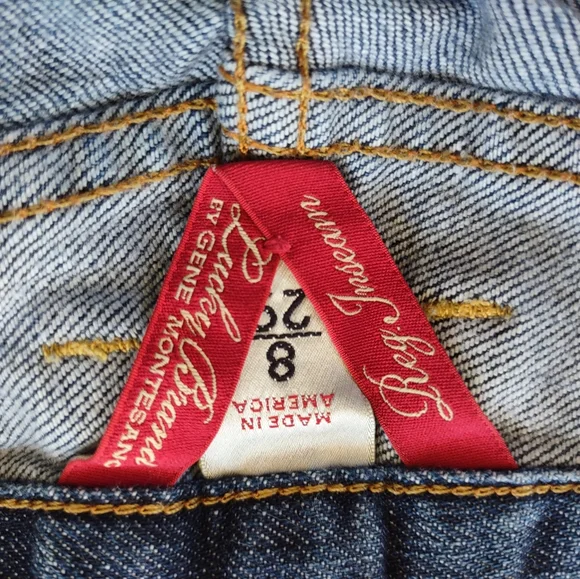 Lucky Brand
BY GENE MONTESANO
Reg. Inseam
MADE IN
AMERICA
8
29